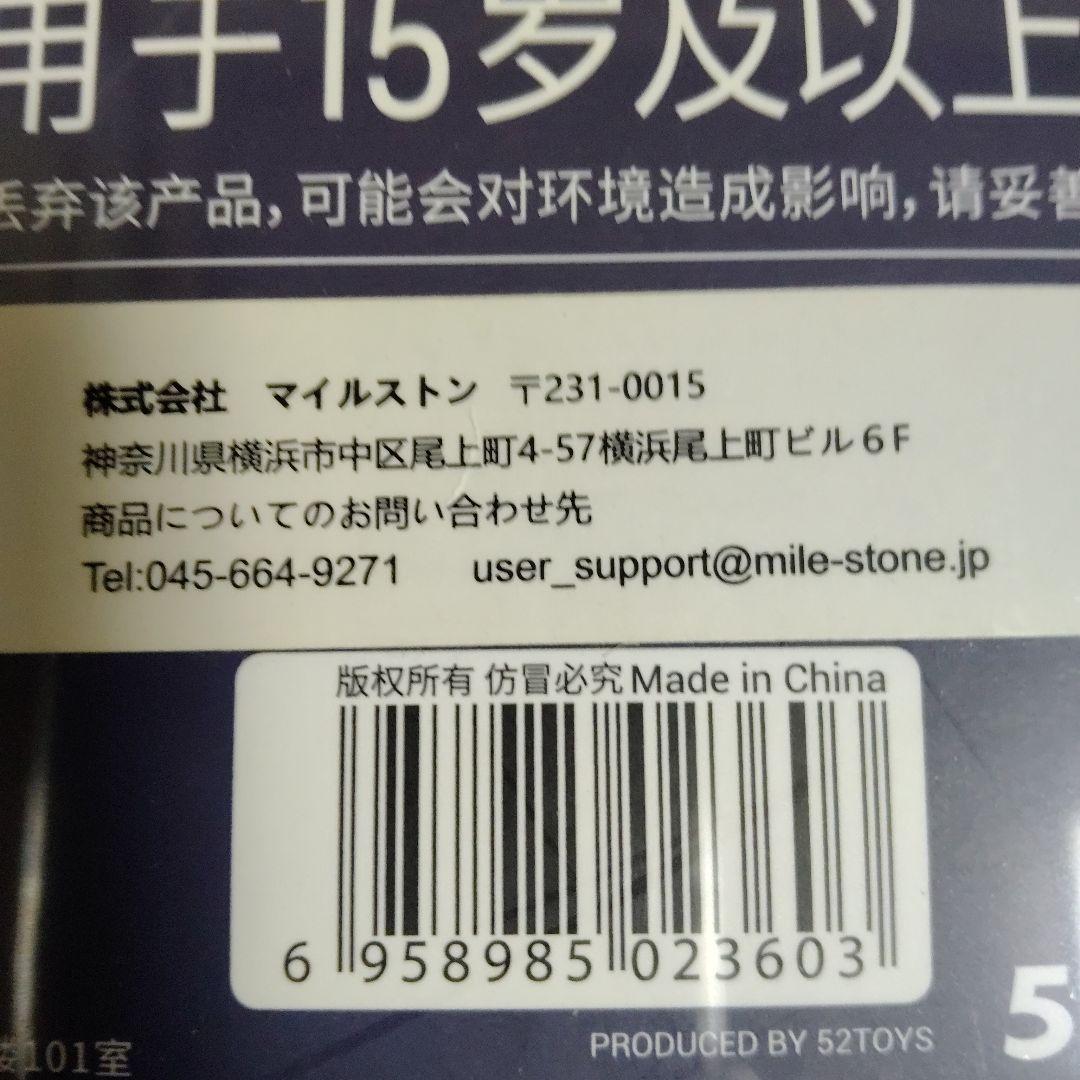 用于15岁及以上
丢弃该产品，可能会对环境造成影响，请妥善
株式会社 マイルストン 〒231-0015
神奈川県横浜市中区尾上町4-57横浜尾上町ビル６F
商品についてのお問い合わせ先
Tel:045-664-9271 user_support@mile-stone.jp
版权所有 仿冒必究 Made in China
6 958985 023603
101室
PRODUCED BY 52TOYS
5